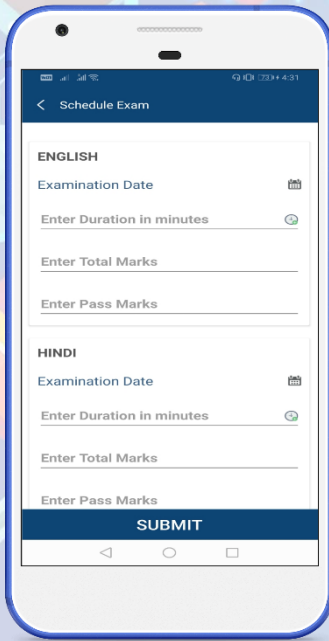 4:31
Schedule Exam
ENGLISH
Examination Date
Enter Duration in minutes
Enter Total Marks
Enter Pass Marks
HINDI
Examination Date
Enter Duration in minutes
Enter Total Marks
Enter Pass Marks
SUBMIT